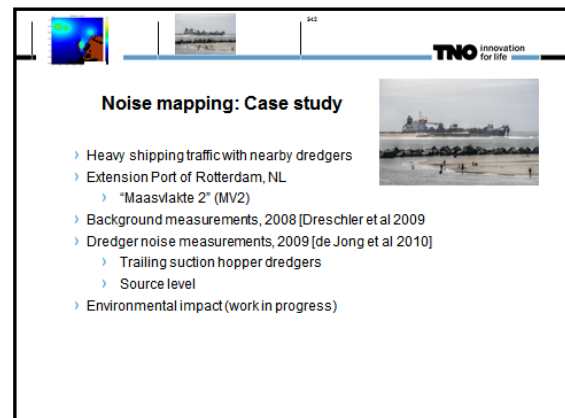 TNO innovation
for life
Noise mapping: Case study
› Heavy shipping traffic with nearby dredgers
› Extension Port of Rotterdam, NL
› “Maasvlakte 2” (MV2)
› Background measurements, 2008 [Dreschler et al 2009
› Dredger noise measurements, 2009 [de Jong et al 2010]
› Trailing suction hopper dredgers
› Source level
› Environmental impact (work in progress)